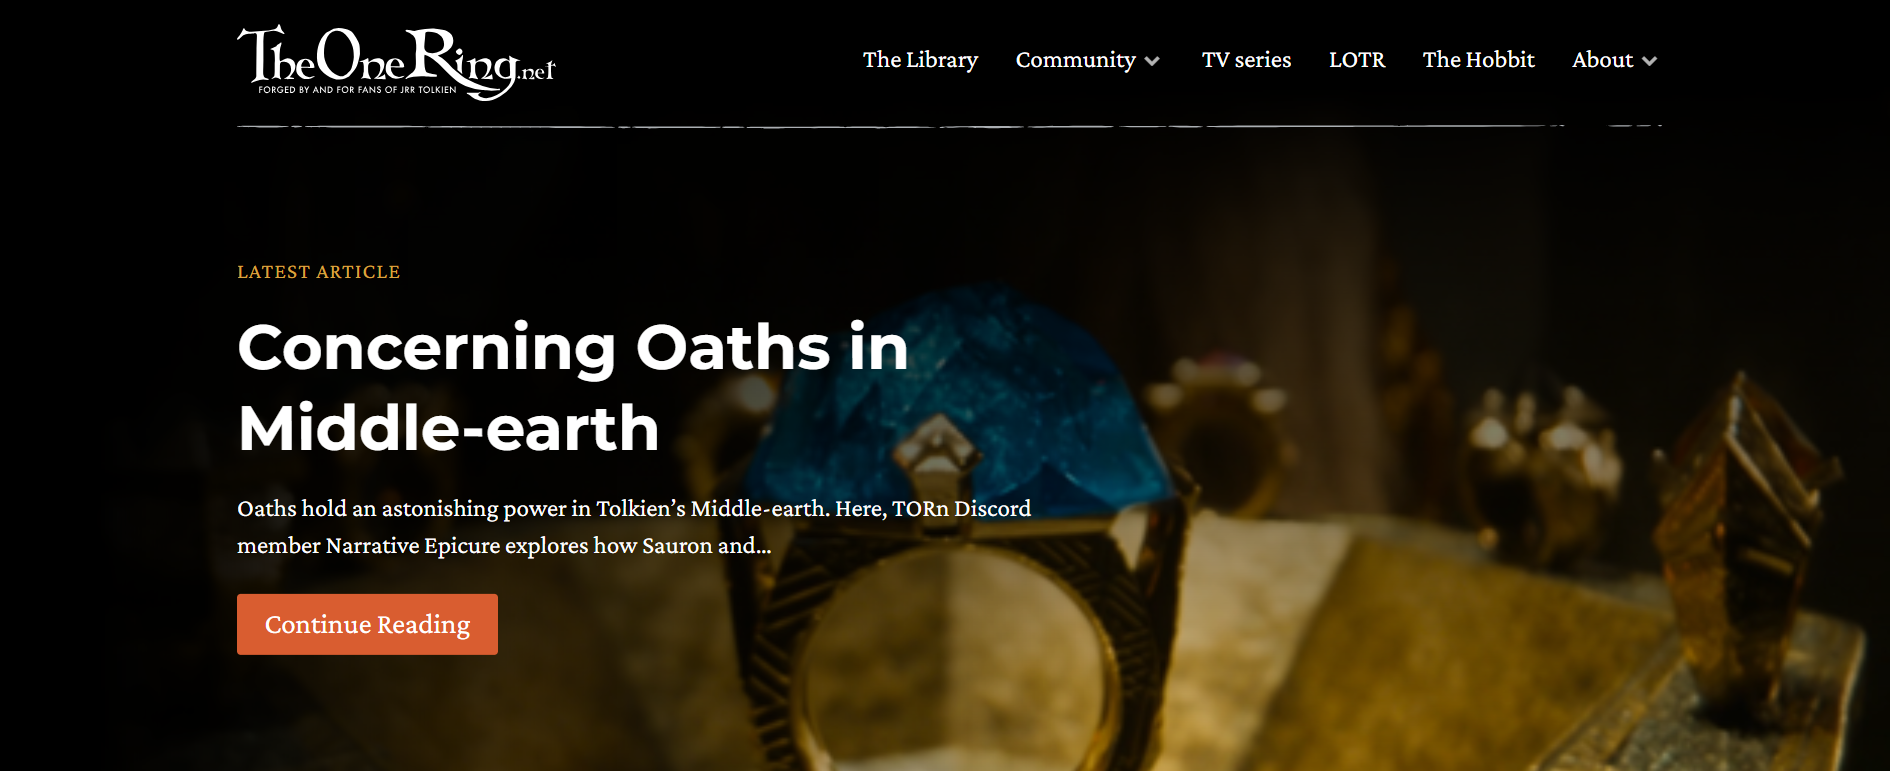 TheOneRing.net
FORGED BY AND FOR FANS OF JRR TOLKIEN
The Library Community TV series LOTR The Hobbit About
LATEST ARTICLE
Concerning Oaths in
Middle-earth
Oaths hold an astonishing power in Tolkien’s Middle-earth. Here, TORn Discord
member Narrative Epicure explores how Sauron and...
Continue Reading